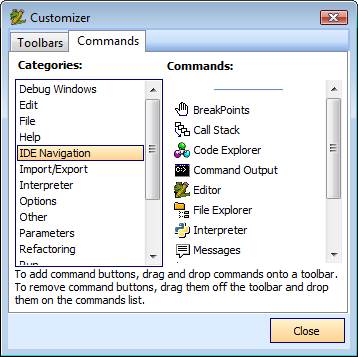 Customizer
Toolbars
Commands
Categories:
Commands:
Debug Windows
Edit
File
Help
IDE Navigation
Import/Export
Interpreter
Options
Other
Parameters
Refactoring
Run
BreakPoints
Call Stack
Code Explorer
Command Output
Editor
File Explorer
Interpreter
Messages
To add command buttons, drag and drop commands onto a toolbar.
To remove command buttons, drag them off the toolbar and drop
them on the commands list.
Close